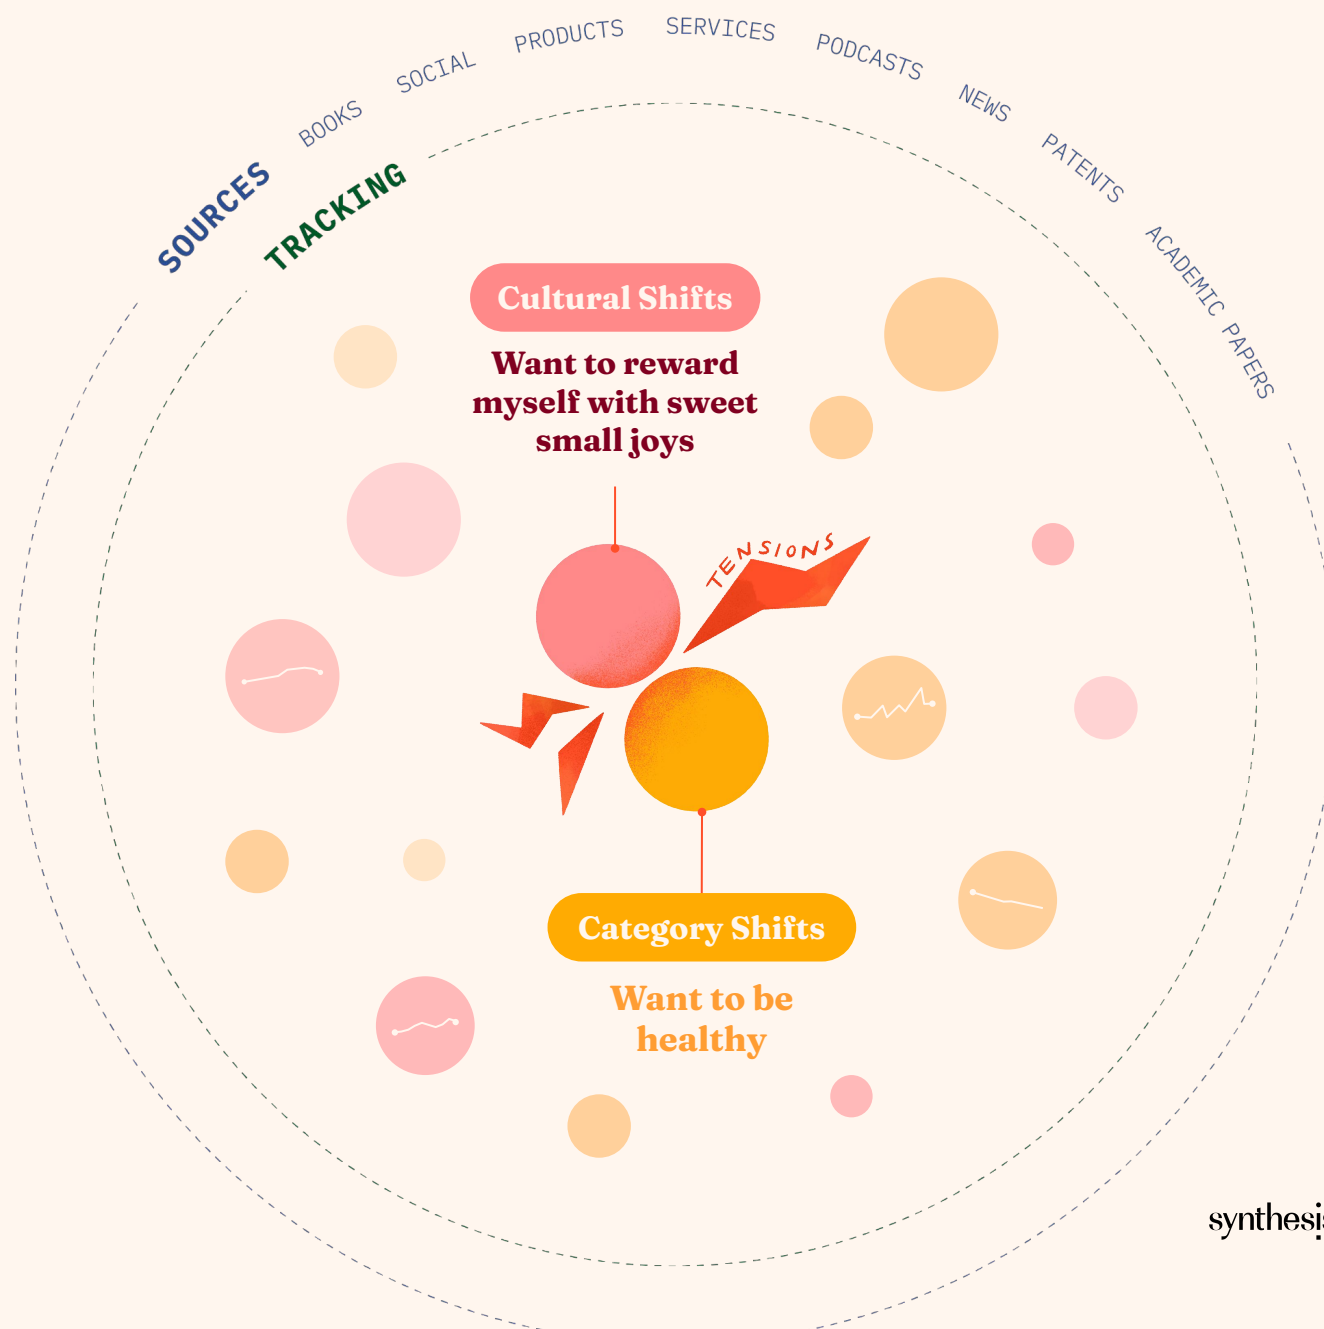 SOURCES
BOOKS
SOCIAL
PRODUCTS
SERVICES
PODCASTS
NEWS
PATENTS
ACADEMIC PAPERS
TRACKING
Cultural Shifts
Want to reward
myself with sweet
small joys
TENSIONS
Category Shifts
Want to be
healthy
synthesis